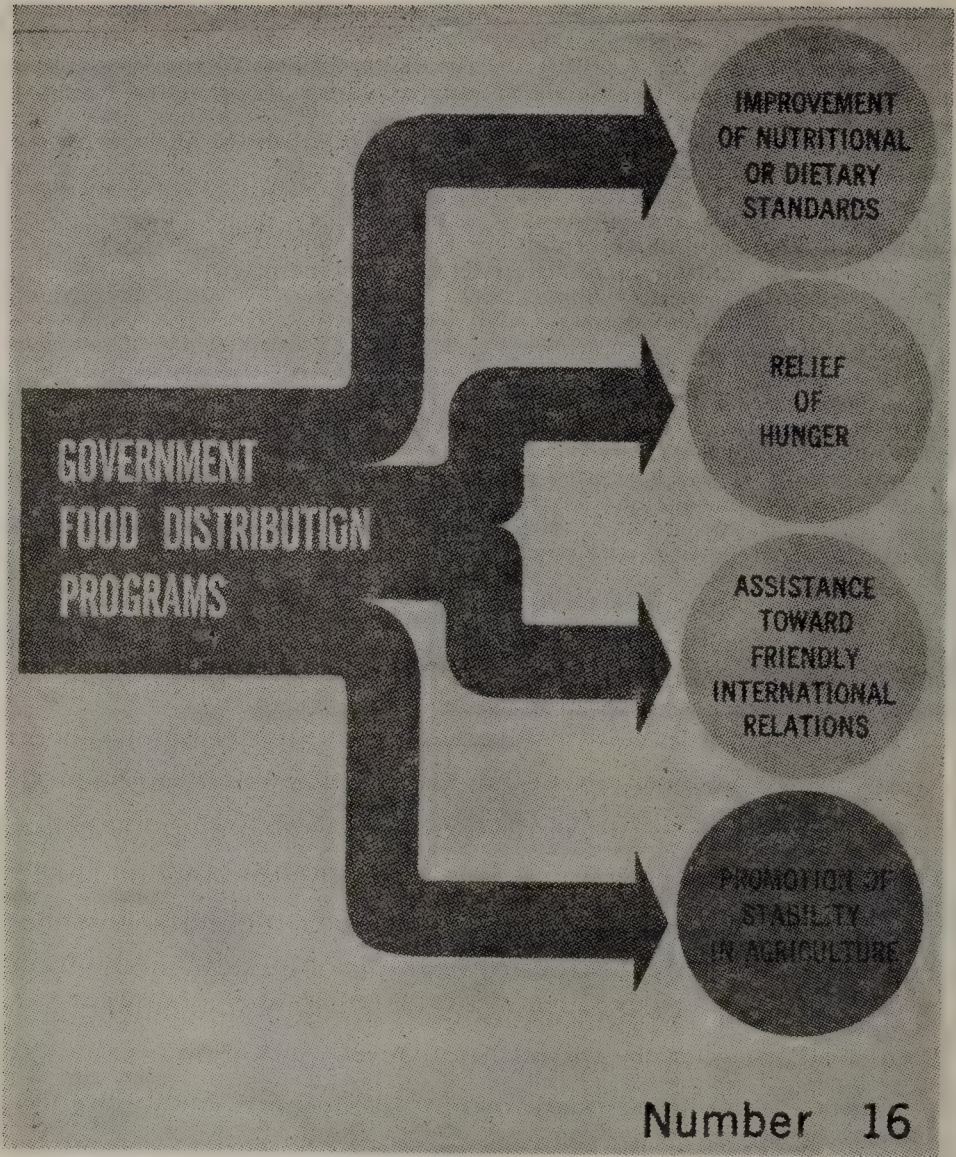 GOVERNMENT
FOOD DISTRIBUTION
PROGRAMS
IMPROVEMENT
OF NUTRITIONAL
OR DIETARY
STANDARDS
RELIEF
OF
HUNGER
ASSISTANCE
TOWARD
FRIENDLY
INTERNATIONAL
RELATIONS
PROMOTION OF
STABILITY
IN AGRICULTURE
Number 16